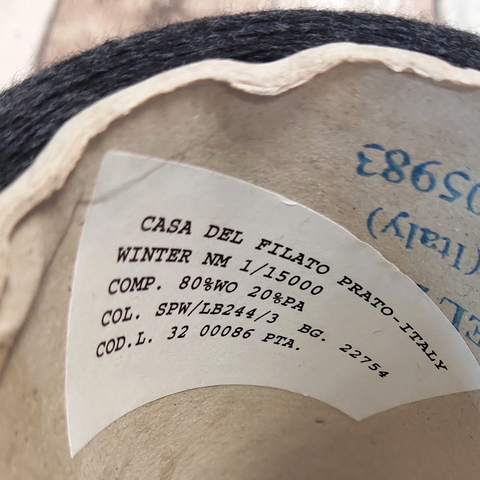 CASA DEL FILATO PRATO-ITALY
WINTER NM 1/15000
COMP. 80%WO 20%PA
COL. SPW/LB244/3 BG. 22754
COD.L. 32 00086 PTA.
05983
(Italy)